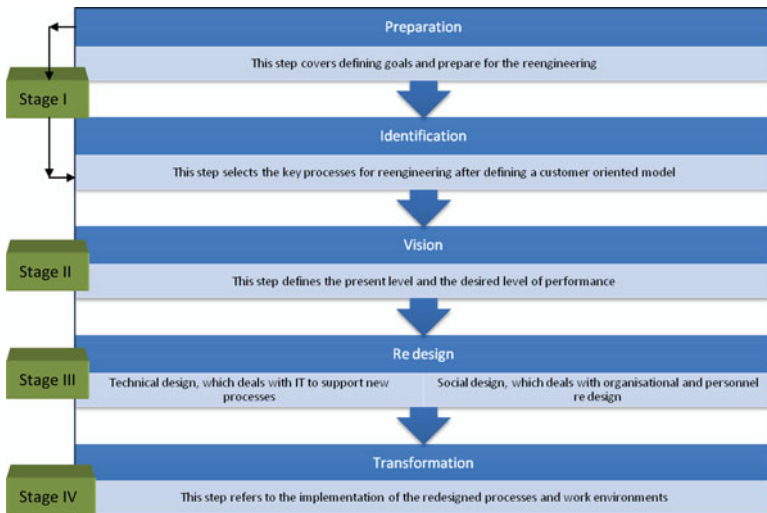 Preparation
This step covers defining goals and prepare for the reengineering
Stage I
Identification
This step selects the key processes for reengineering after defining a customer oriented model
Vision
Stage II
This step defines the present level and the desired level of performance
Re design
Stage III
Technical design, which deals with IT to support new
processes
Social design, which deals with organisational and personnel
re design
Transformation
Stage IV
This step refers to the implementation of the redesigned processes and work environments